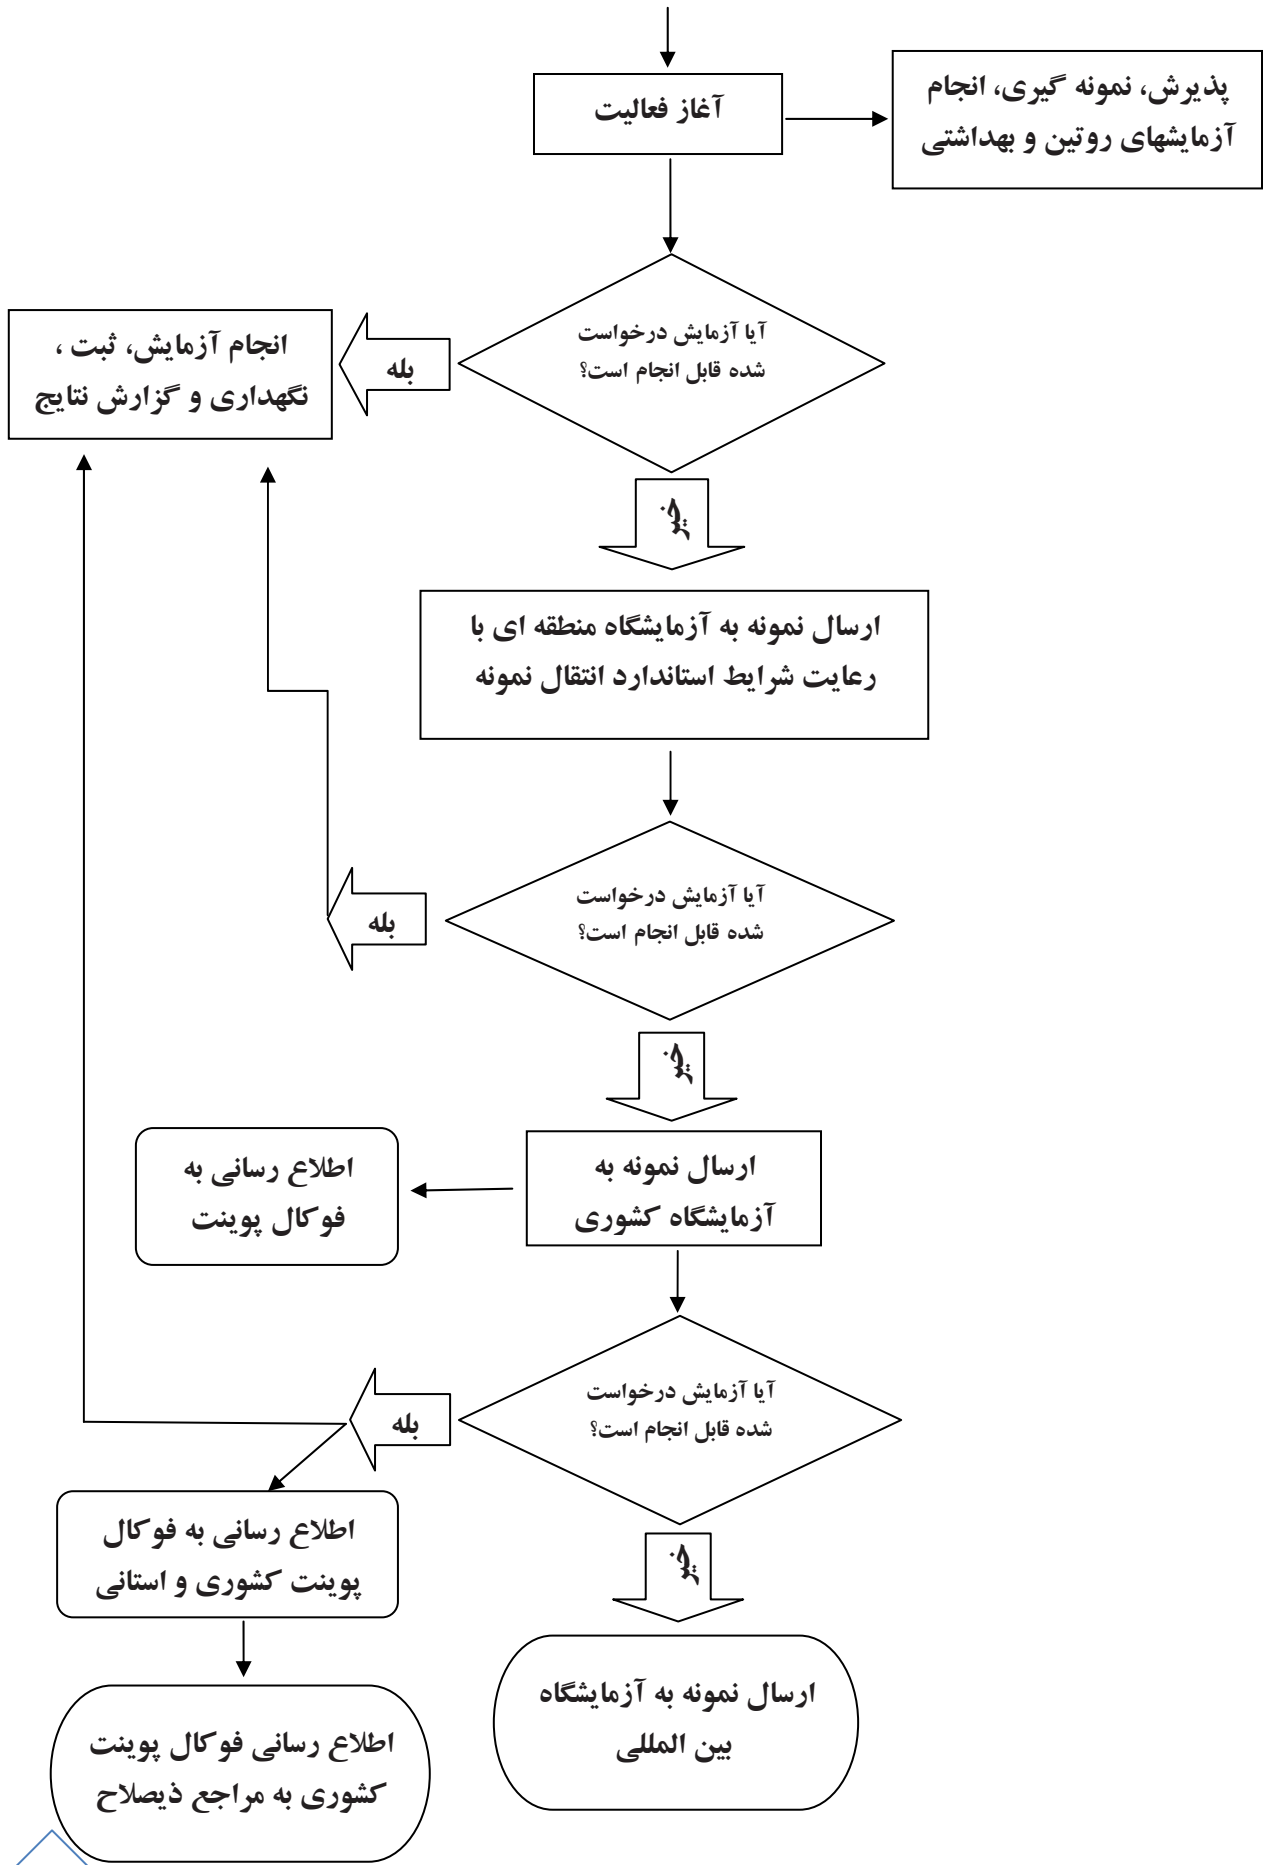 آغاز فعالیت
پذیرش، نمونه گیری، انجام
آزمایشهای روتین و بهداشتی
آیا آزمایش درخواست
شده قابل انجام است؟
بله
انجام آزمایش، ثبت ،
نگهداری و گزارش نتایج
خیر
ارسال نمونه به آزمایشگاه منطقه ای با
رعایت شرایط استاندارد انتقال نمونه
آیا آزمایش درخواست
شده قابل انجام است؟
بله
خیر
ارسال نمونه به
آزمایشگاه کشوری
اطلاع رسانی به
فوکال پوینت
آیا آزمایش درخواست
شده قابل انجام است؟
بله
اطلاع رسانی به فوکال
پوینت کشوری و استانی
خیر
ارسال نمونه به آزمایشگاه
بین المللی
اطلاع رسانی فوکال پوینت
کشوری به مراجع ذیصلاح